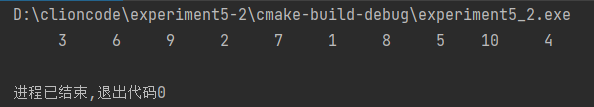 D:\clioncode\experiment5-2\cmake-build-debug\experiment5_2.exe
3 6 9 2 7 1 8 5 10 4
进程已结束,退出代码0